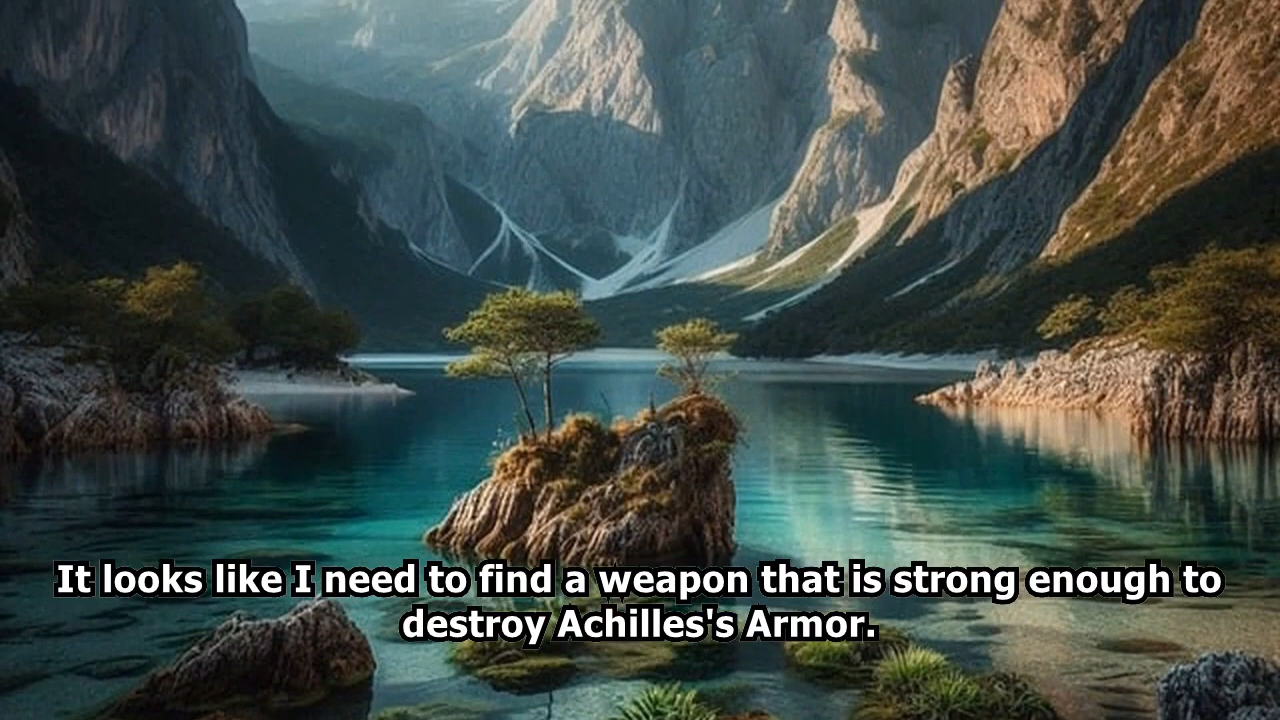 It looks like I need to find a weapon that is strong enough to
destroy Achilles's Armor.